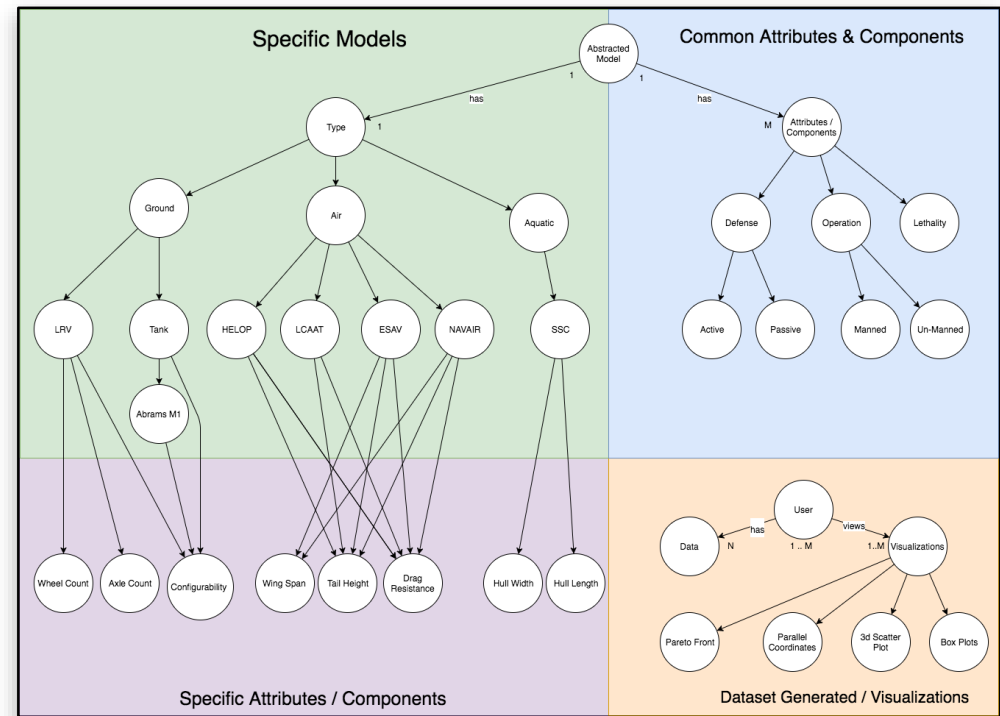 Specific Models
Common Attributes & Components
Abstracted
Model
1
1
has
has
Type
1
M
Attributes /
Components
Ground
Air
Aquatic
Defense
Operation
Lethality
LRV
Tank
HELOP
LCAAT
ESAV
NAVAIR
SSC
Active
Passive
Manned
Un-Manned
Abrams M1
User
has
views
Data
N
1 .. M
1..M
Visualizations
Wheel Count
Axle Count
Configurability
Wing Span
Tail Height
Drag
Resistance
Hull Width
Hull Length
Pareto Front
Parallel
Coordinates
3d Scatter
Plot
Box Plots
Specific Attributes / Components
Dataset Generated / Visualizations